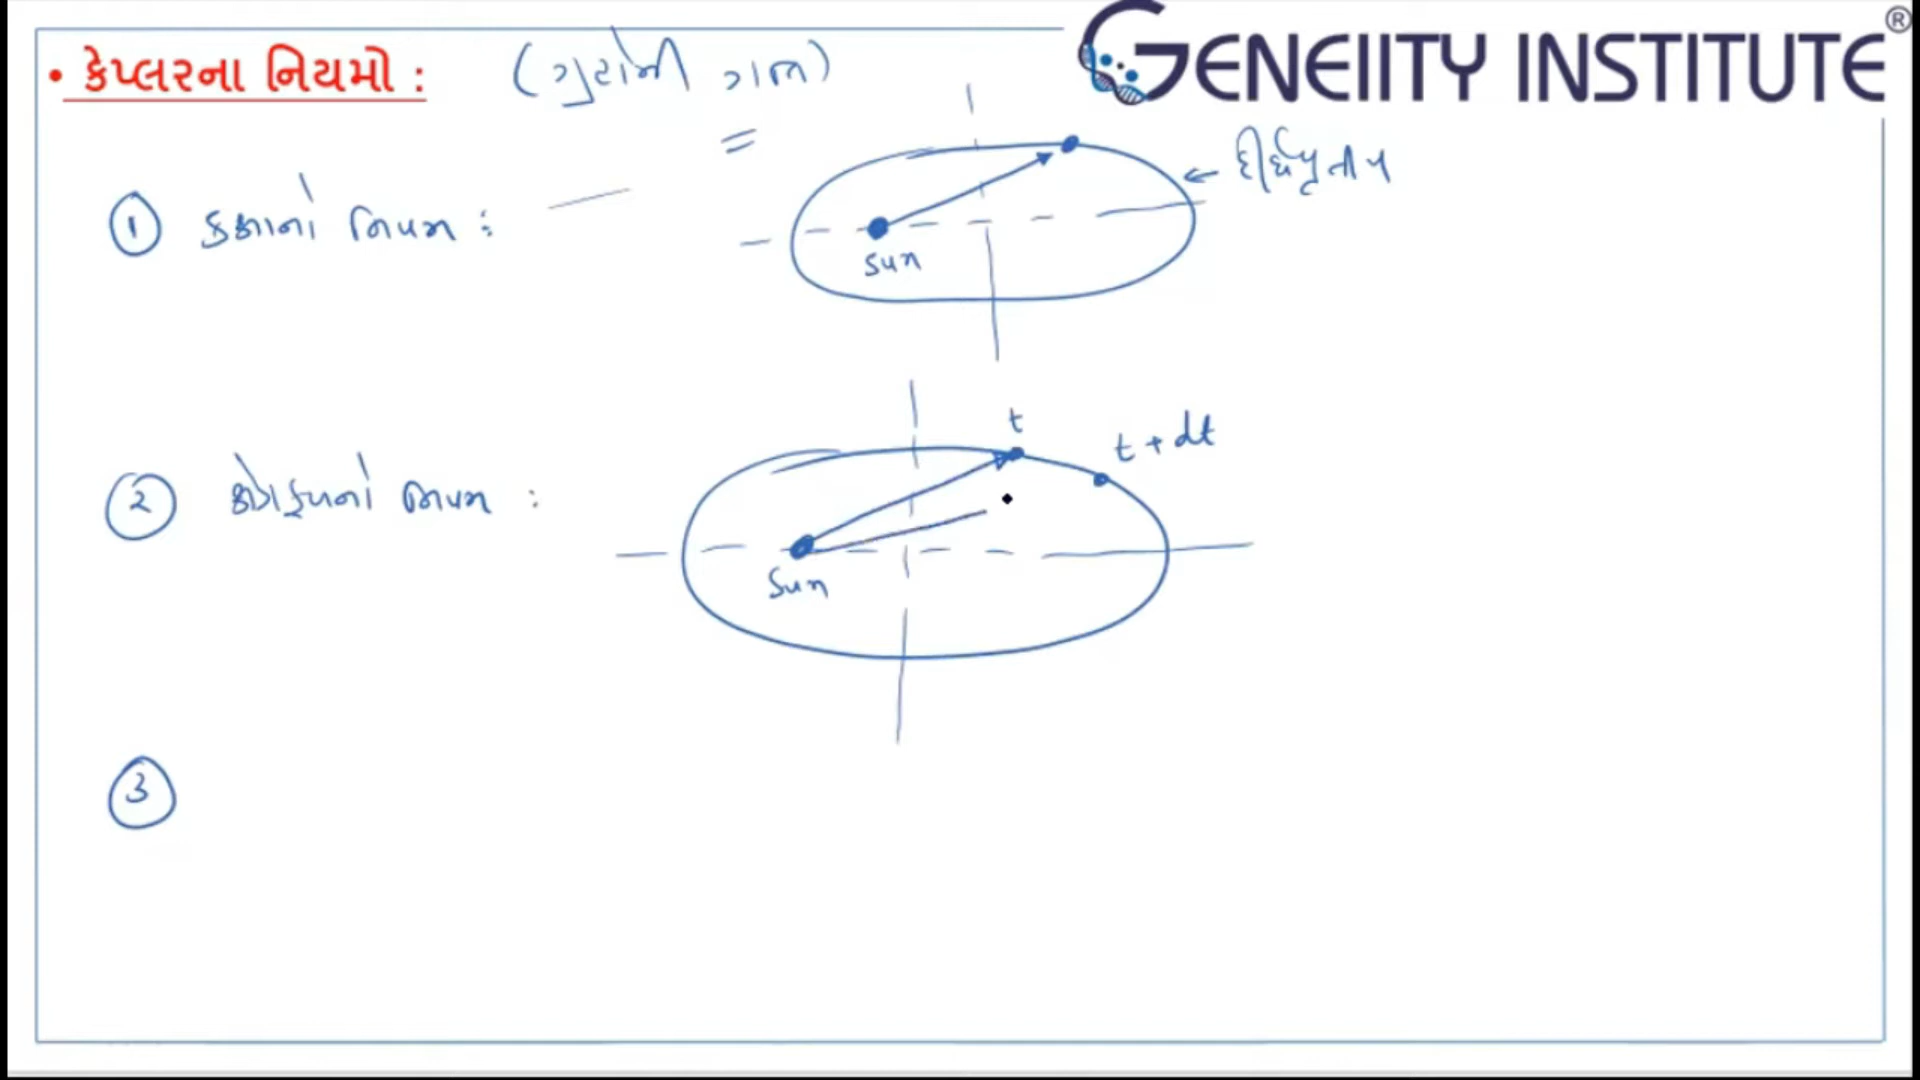 GENEIITY INSTITUTE®
• કેપ્લરના નિયમો : (ગ્રહોની ગતિ)
દીર્ઘવૃત્તીય
① કક્ષાનો નિયમ :
sun
t
t + dt
② ક્ષેત્રફળનો નિયમ :
Sun
③